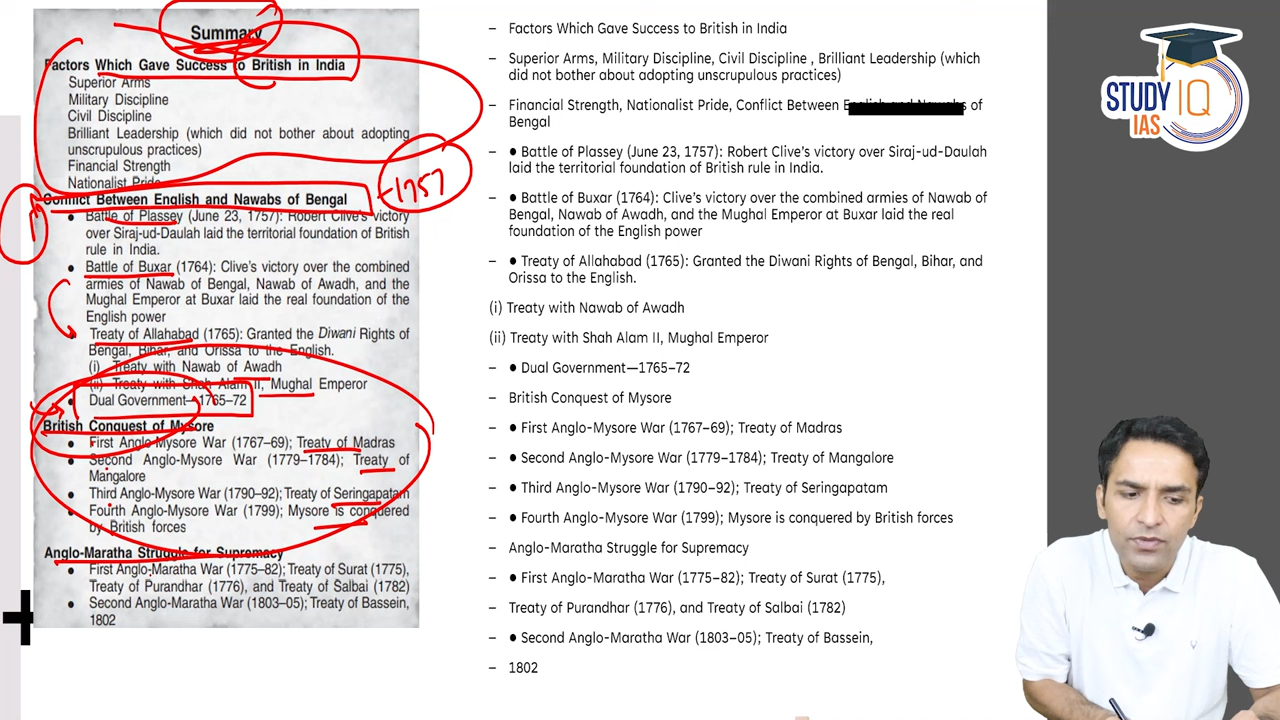 Summary
Factors Which Gave Success to British in India
Superior Arms
Military Discipline
Civil Discipline
Brilliant Leadership (which did not bother about adopting
unscrupulous practices)
Financial Strength
Nationalist Pride
Conflict Between English and Nawabs of Bengal
-1757
● Battle of Plassey (June 23, 1757): Robert Clive's victory
over Siraj-ud-Daulah laid the territorial foundation of British
rule in India.
● Battle of Buxar (1764): Clive's victory over the combined
armies of Nawab of Bengal, Nawab of Awadh, and the
Mughal Emperor at Buxar laid the real foundation of the
English power
Treaty of Allahabad (1765): Granted the Diwani Rights of
Bengal, Bihar, and Orissa to the English.
(i) Treaty with Nawab of Awadh
(ii) Treaty with Shah Alam II, Mughal Emperor
● Dual Government—1765–72
British Conquest of Mysore
● First Anglo-Mysore War (1767–69); Treaty of Madras
● Second Anglo-Mysore War (1779–1784); Treaty of
Mangalore
● Third Anglo-Mysore War (1790–92); Treaty of Seringapatam
● Fourth Anglo-Mysore War (1799); Mysore is conquered
by British forces
Anglo-Maratha Struggle for Supremacy
● First Anglo-Maratha War (1775–82); Treaty of Surat (1775),
Treaty of Purandhar (1776), and Treaty of Salbai (1782)
● Second Anglo-Maratha War (1803–05); Treaty of Bassein,
1802
– Factors Which Gave Success to British in India
– Superior Arms, Military Discipline, Civil Discipline , Brilliant Leadership (which
did not bother about adopting unscrupulous practices)
– Financial Strength, Nationalist Pride, Conflict Between English and Nawabs of
Bengal
– ● Battle of Plassey (June 23, 1757): Robert Clive's victory over Siraj-ud-Daulah
laid the territorial foundation of British rule in India.
– ● Battle of Buxar (1764): Clive's victory over the combined armies of Nawab of
Bengal, Nawab of Awadh, and the Mughal Emperor at Buxar laid the real
foundation of the English power
– ● Treaty of Allahabad (1765): Granted the Diwani Rights of Bengal, Bihar, and
Orissa to the English.
(i) Treaty with Nawab of Awadh
(ii) Treaty with Shah Alam II, Mughal Emperor
– ● Dual Government—1765–72
– British Conquest of Mysore
– ● First Anglo-Mysore War (1767–69); Treaty of Madras
– ● Second Anglo-Mysore War (1779–1784); Treaty of Mangalore
– ● Third Anglo-Mysore War (1790–92); Treaty of Seringapatam
– ● Fourth Anglo-Mysore War (1799); Mysore is conquered by British forces
– Anglo-Maratha Struggle for Supremacy
– ● First Anglo-Maratha War (1775–82); Treaty of Surat (1775),
– Treaty of Purandhar (1776), and Treaty of Salbai (1782)
– ● Second Anglo-Maratha War (1803–05); Treaty of Bassein,
– 1802
STUDY IQ
IAS